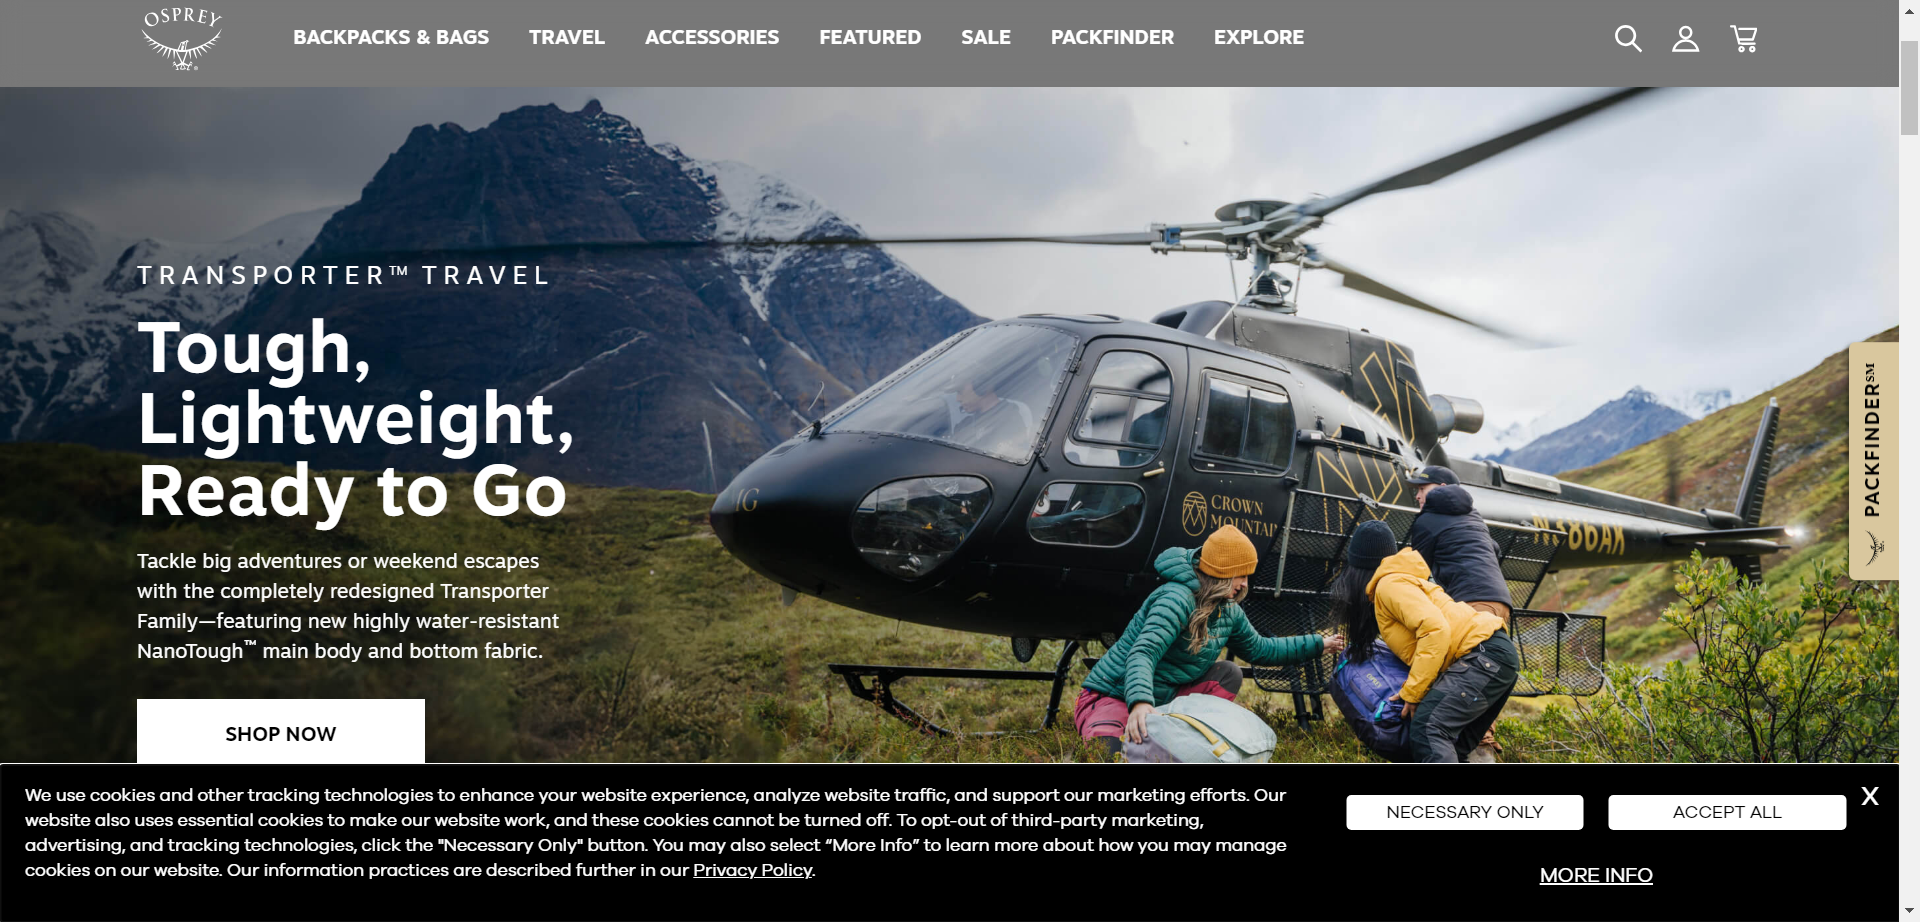 OSPREY
BACKPACKS & BAGS
TRAVEL
ACCESSORIES
FEATURED
SALE
PACKFINDER
EXPLORE
TRANSPORTER™ TRAVEL
Tough,
Lightweight,
Ready to Go
Tackle big adventures or weekend escapes
with the completely redesigned Transporter
Family—featuring new highly water-resistant
NanoTough™ main body and bottom fabric.
SHOP NOW
CROWN
MOUNTAI
N386AK
PACKFINDER℠
We use cookies and other tracking technologies to enhance your website experience, analyze website traffic, and support our marketing efforts. Our
website also uses essential cookies to make our website work, and these cookies cannot be turned off. To opt-out of third-party marketing,
advertising, and tracking technologies, click the "Necessary Only" button. You may also select “More Info” to learn more about how you may manage
cookies on our website. Our information practices are described further in our Privacy Policy.
NECESSARY ONLY
ACCEPT ALL
X
MORE INFO